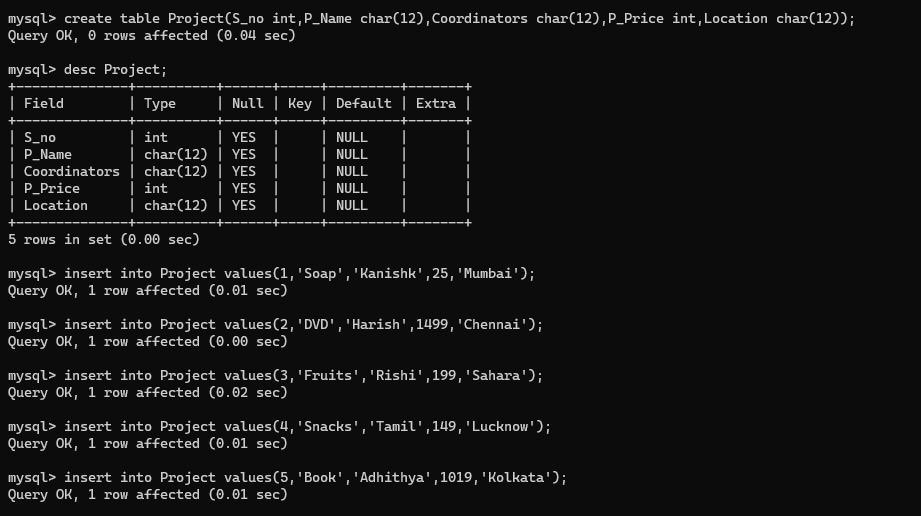 mysql> create table Project(S_no int,P_Name char(12),Coordinators char(12),P_Price int,Location char(12));
Query OK, 0 rows affected (0.04 sec)
mysql> desc Project;
+--------------+----------+------+-----+---------+-------+
| Field        | Type     | Null | Key | Default | Extra |
+--------------+----------+------+-----+---------+-------+
| S_no         | int      | YES  |     | NULL    |       |
| P_Name       | char(12) | YES  |     | NULL    |       |
| Coordinators | char(12) | YES  |     | NULL    |       |
| P_Price      | int      | YES  |     | NULL    |       |
| Location     | char(12) | YES  |     | NULL    |       |
+--------------+----------+------+-----+---------+-------+
5 rows in set (0.00 sec)
mysql> insert into Project values(1,'Soap','Kanishk',25,'Mumbai');
Query OK, 1 row affected (0.01 sec)
mysql> insert into Project values(2,'DVD','Harish',1499,'Chennai');
Query OK, 1 row affected (0.00 sec)
mysql> insert into Project values(3,'Fruits','Rishi',199,'Sahara');
Query OK, 1 row affected (0.02 sec)
mysql> insert into Project values(4,'Snacks','Tamil',149,'Lucknow');
Query OK, 1 row affected (0.01 sec)
mysql> insert into Project values(5,'Book','Adhithya',1019,'Kolkata');
Query OK, 1 row affected (0.01 sec)